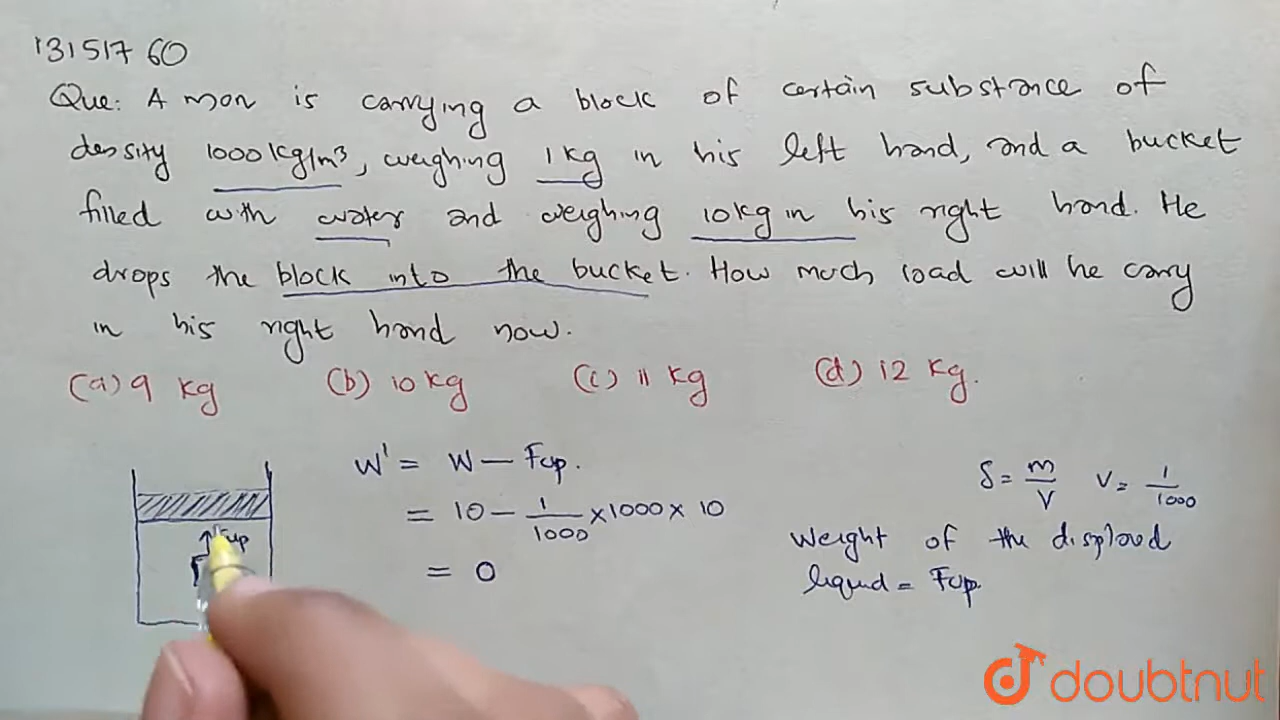 13151760
Que: A man is carrying a block of certain substance of
density 1000 kg/m³, weighing 1 kg in his left hand, and a bucket
filled with water and weighing 10 kg in his right hand. He
drops the block into the bucket. How much load will he carry
in his right hand now.
(a) 9 kg (b) 10 kg (c) 11 kg (d) 12 kg.
W' = W - Fup.
= 10 - 1/1000 × 1000 × 10
= 0
Fup
δ = m/V V = 1/1000
Weight of the displaced
liquid = Fup.
doubtnut